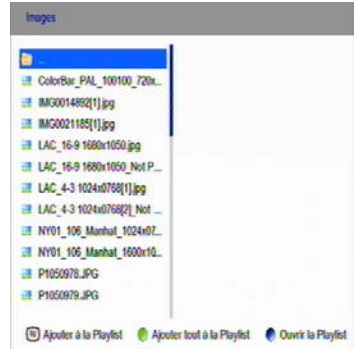 Images
..
ColorBar_PAL_100100_720x...
IMG0014892[1].jpg
IMG0021185[1].jpg
LAC_16-9 1680x1050.jpg
LAC_16-9 1680x1050_Not P...
LAC_4-3 1024x0768[1].jpg
LAC_4-3 1024x0768[2]_Not ...
NY01_106_Manhat_1024x07...
NY01_106_Manhat_1600x10...
P1050978.JPG
P1050979.JPG
Ajouter à la Playlist Ajouter tout à la Playlist Ouvrir la Playlist